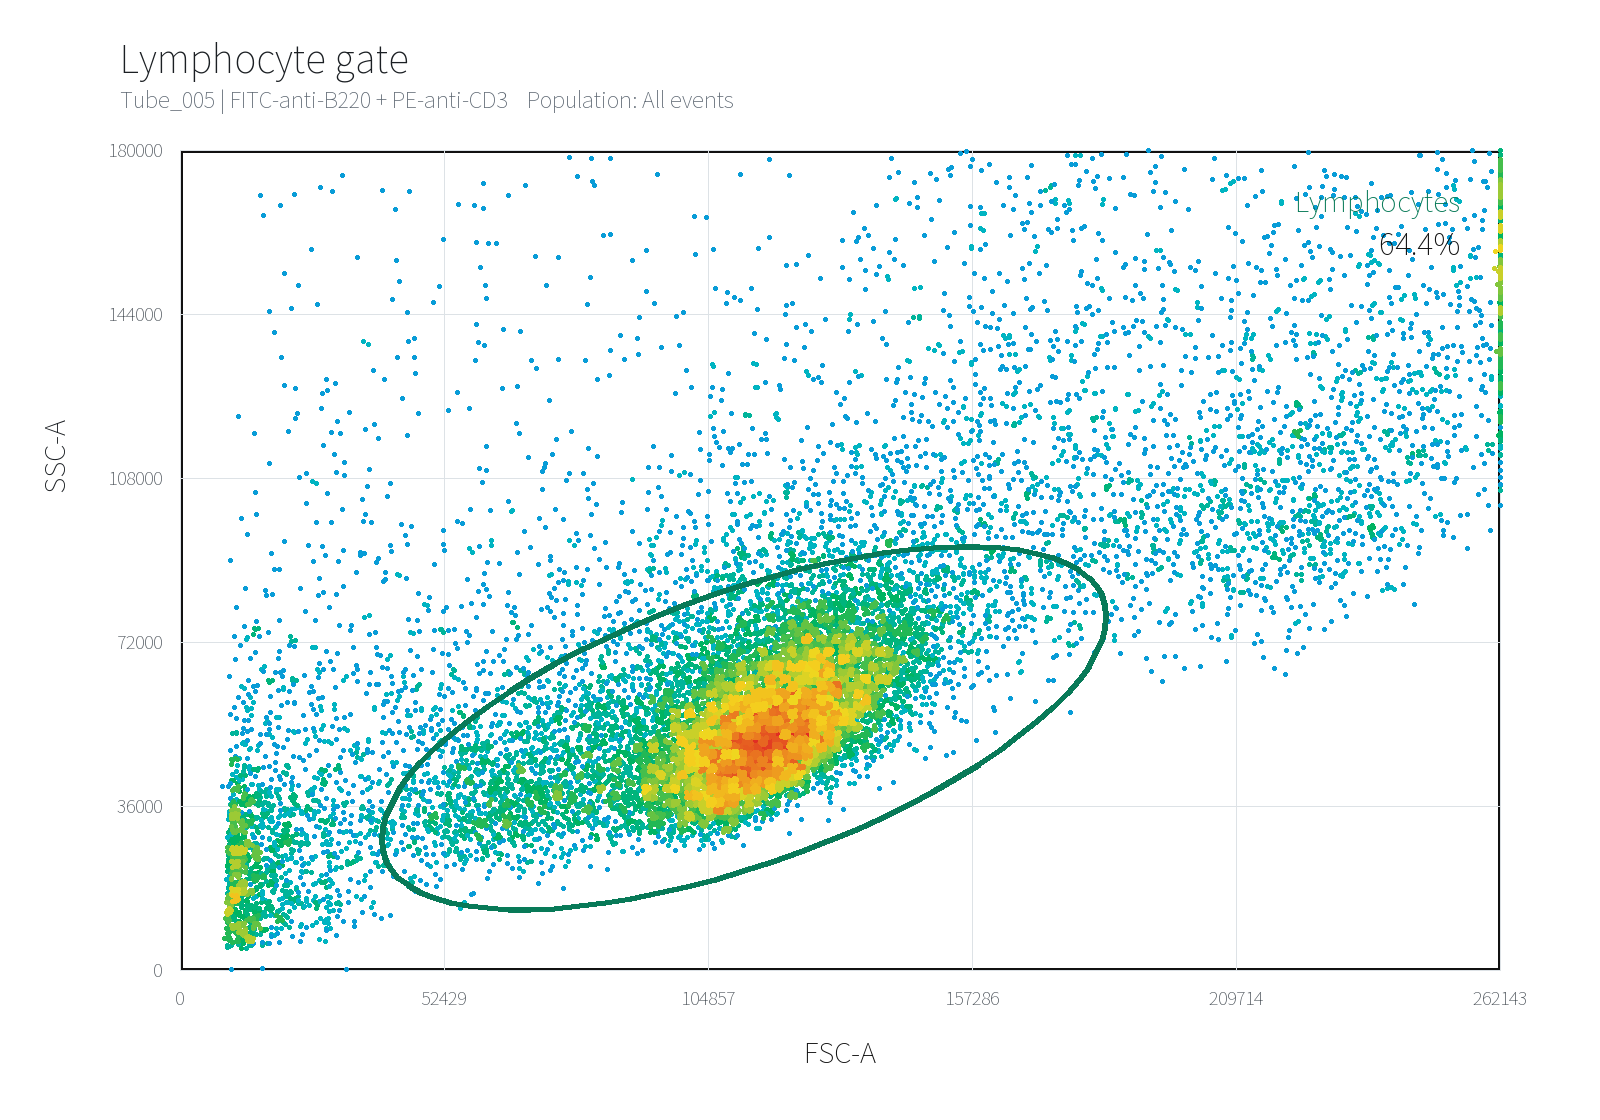 Lymphocyte gate
Tube_005 | FITC-anti-B220 + PE-anti-CD3 Population: All events
180000
Lymphocytes
64.4%
144000
SSC-A
108000
72000
36000
0
0 52429 104857 157286 209714 262143
FSC-A